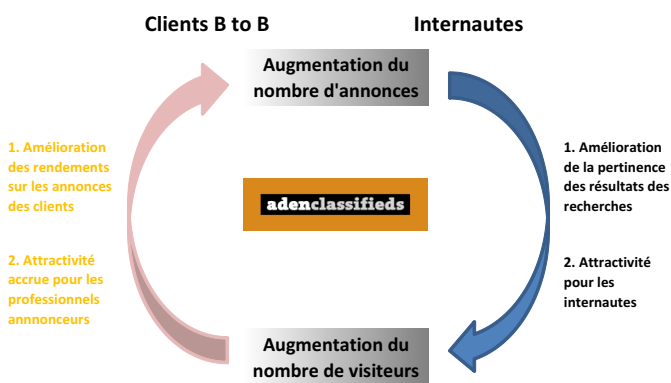 Clients B to B
Internautes
Augmentation du
nombre d'annonces
1. Amélioration
des rendements
sur les annonces
des clients
2. Attractivité
accrue pour les
professionnels
annnonceurs
adenclassifieds
1. Amélioration
de la pertinence
des résultats des
recherches
2. Attractivité
pour les
internautes
Augmentation du
nombre de visiteurs